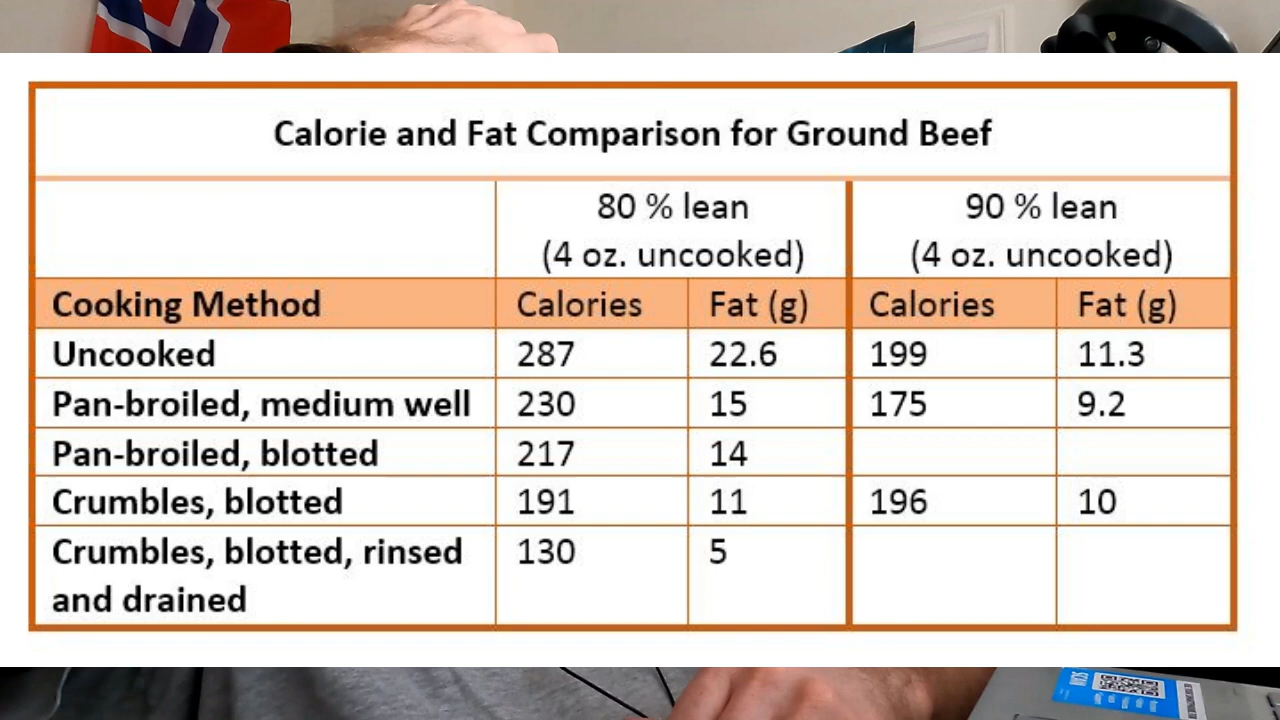 Calorie and Fat Comparison for Ground Beef
80 % lean 90 % lean
(4 oz. uncooked) (4 oz. uncooked)
Cooking Method Calories Fat (g) Calories Fat (g)
Uncooked 287 22.6 199 11.3
Pan-broiled, medium well 230 15 175 9.2
Pan-broiled, blotted 217 14
Crumbles, blotted 191 11 196 10
Crumbles, blotted, rinsed 130 5
and drained